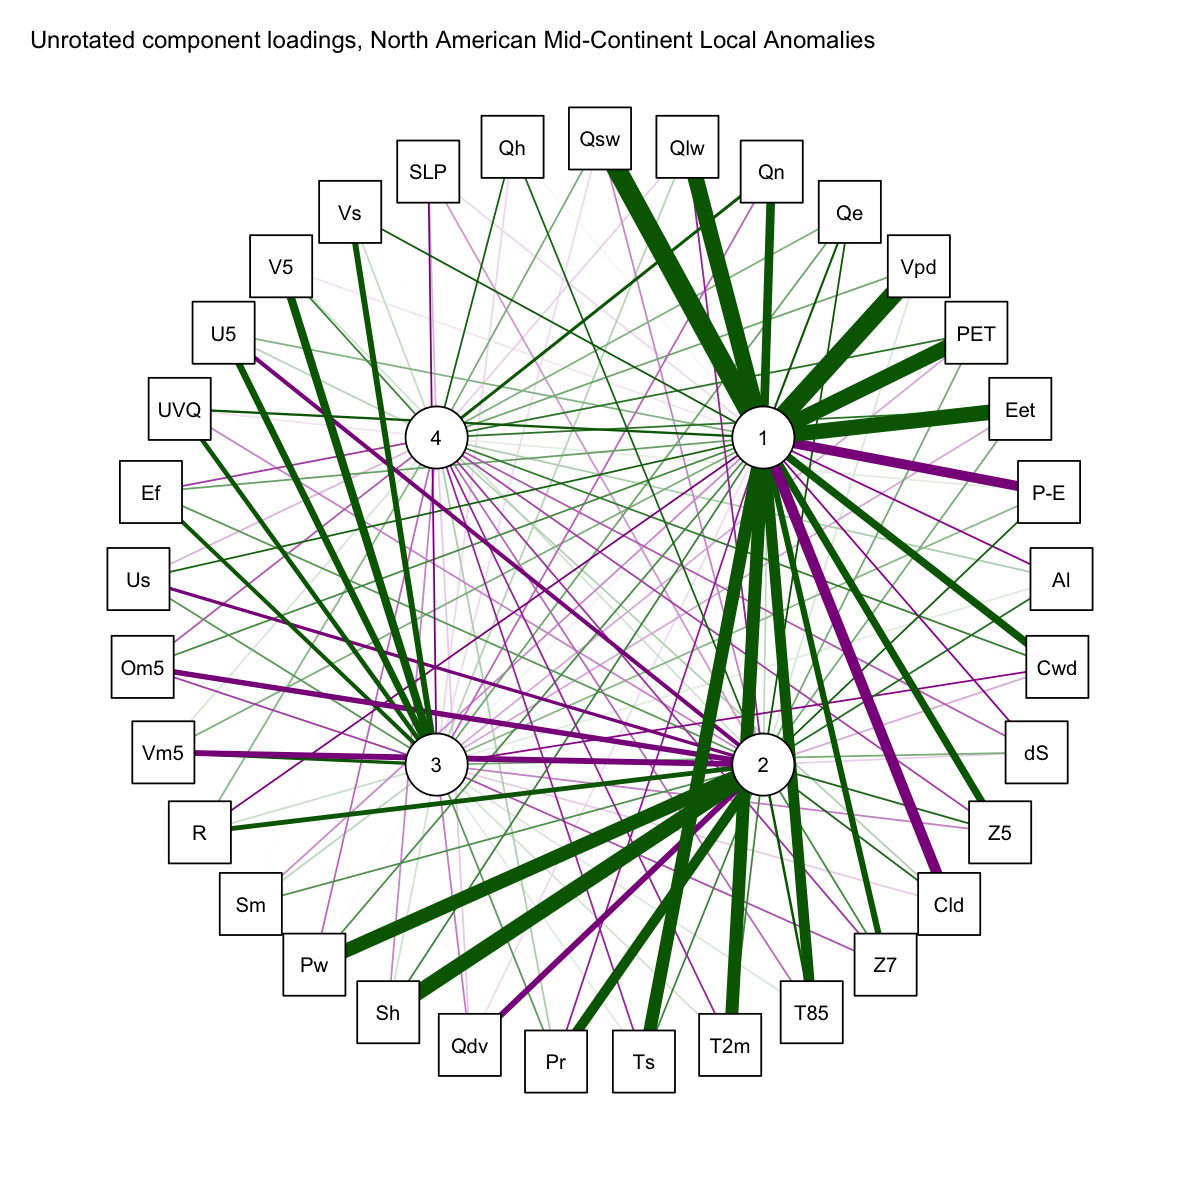 Unrotated component loadings, North American Mid-Continent Local Anomalies
Qsw
Qh
Qlw
SLP
Qn
Vs
Qe
V5
Vpd
U5
PET
UVQ
Eet
4
1
Ef
P-E
Us
Al
Om5
Cwd
Vm5
dS
3
2
R
Z5
Sm
Cld
Pw
Z7
Sh
T85
Qdv
T2m
Pr
Ts